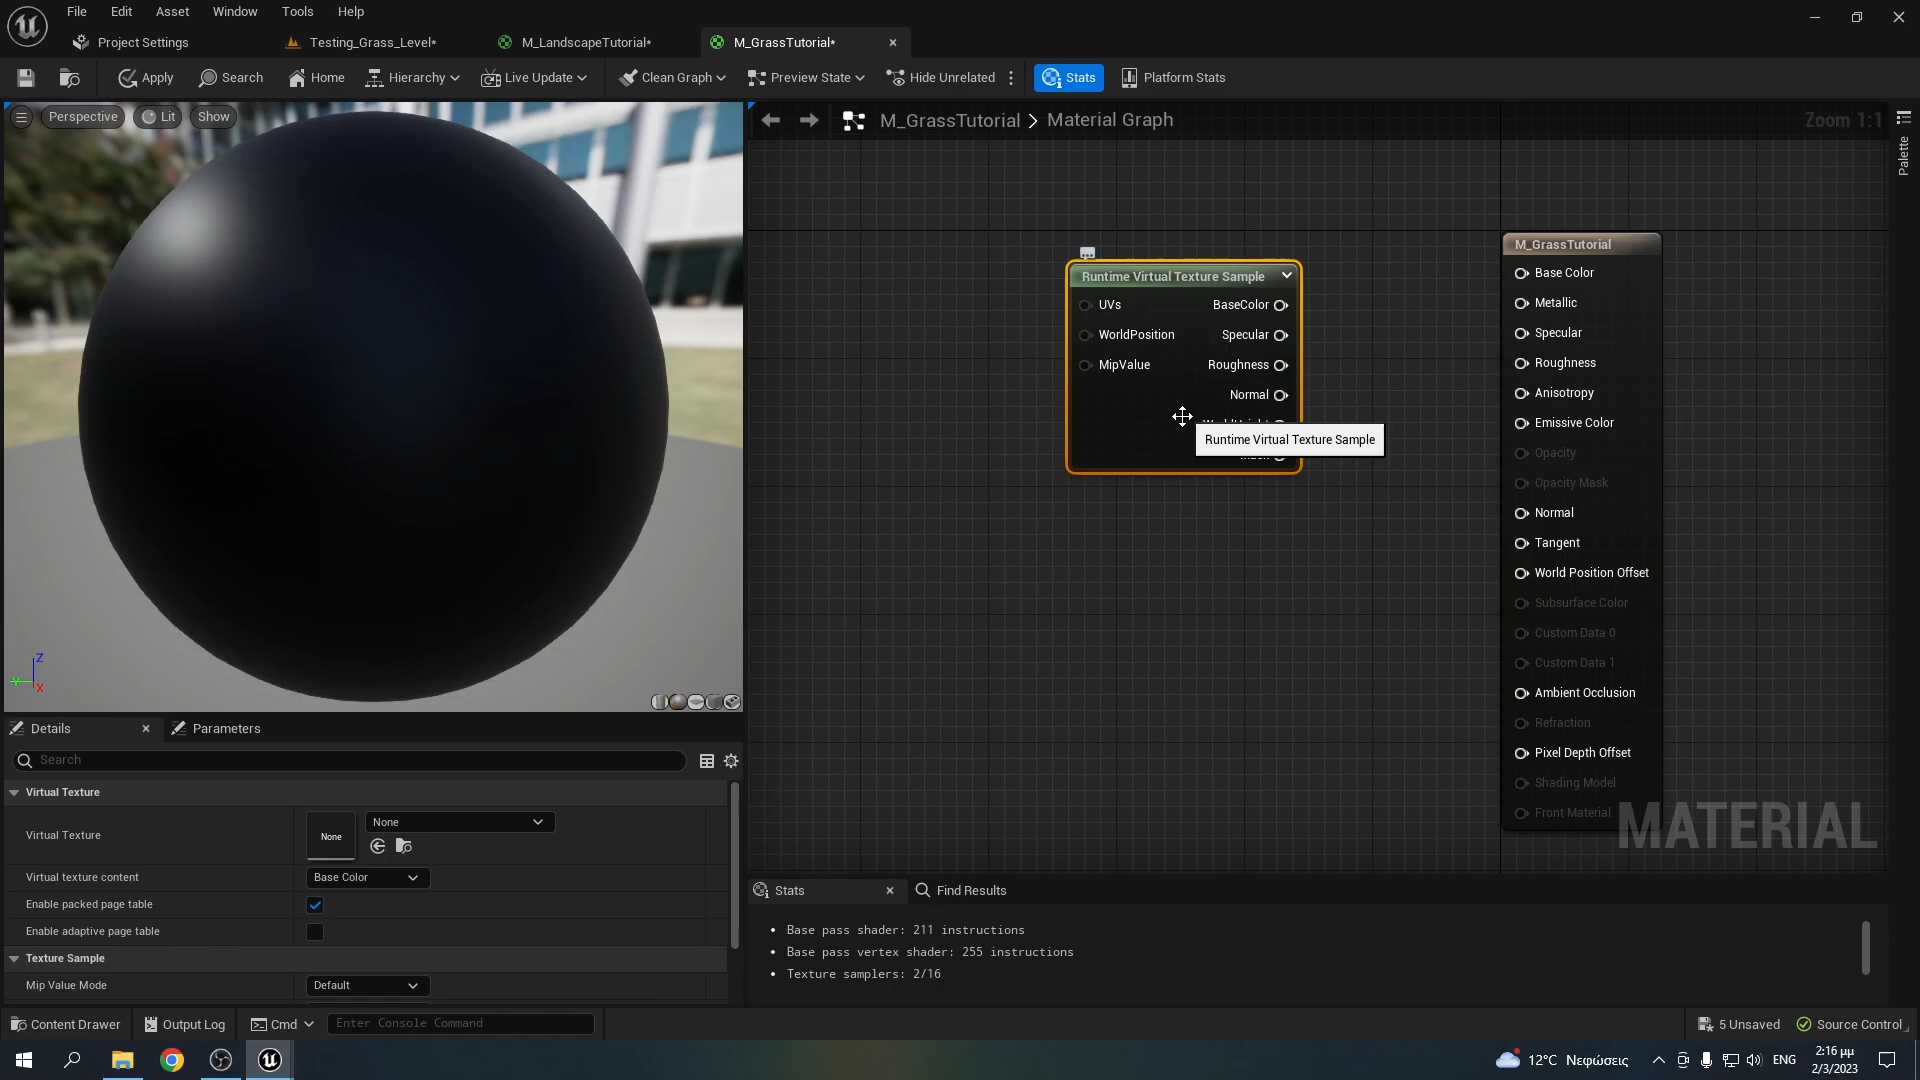 File Edit Asset Window Tools Help
Project Settings Testing_Grass_Level* M_LandscapeTutorial* M_GrassTutorial*
Apply Search Home Hierarchy Live Update Clean Graph Preview State Hide Unrelated Stats Platform Stats
Perspective Lit Show
M_GrassTutorial > Material Graph
Zoom 1:1
Palette
Runtime Virtual Texture Sample
UVs BaseColor
WorldPosition Specular
MipValue Roughness
Normal
Runtime Virtual Texture Sample
M_GrassTutorial
Base Color
Metallic
Specular
Roughness
Anisotropy
Emissive Color
Opacity
Opacity Mask
Normal
Tangent
World Position Offset
Subsurface Color
Custom Data 0
Custom Data 1
Ambient Occlusion
Refraction
Pixel Depth Offset
Shading Model
Front Material
MATERIAL
Z
Y
X
Details Parameters
Search
Virtual Texture
Virtual Texture None None
Virtual texture content Base Color
Enable packed page table
Enable adaptive page table
Texture Sample
Mip Value Mode Default
Stats Find Results
• Base pass shader: 211 instructions
• Base pass vertex shader: 255 instructions
• Texture samplers: 2/16
Content Drawer Output Log Cmd Enter Console Command 5 Unsaved Source Control
12°C Νεφώσεις ENG 2:16 μμ
2/3/2023